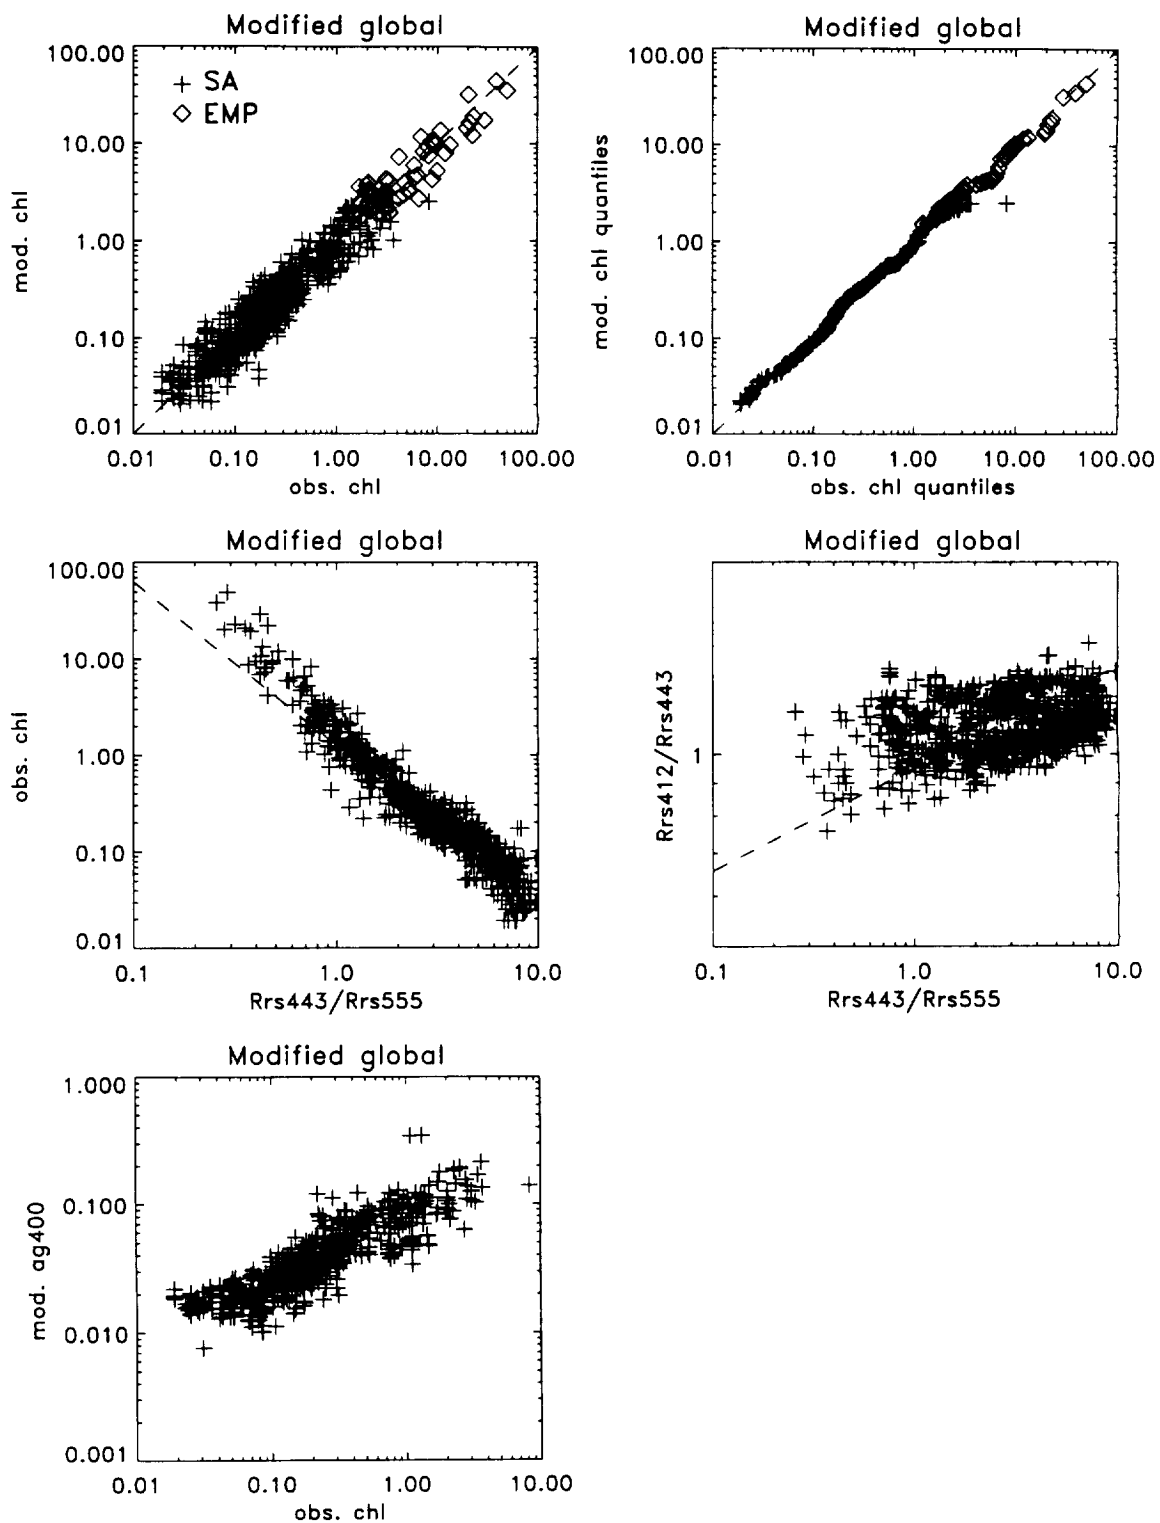 Modified global
100.00
10.00
1.00
0.10
0.01
mod. chl
SA
EMP
0.01 0.10 1.00 10.00 100.00
obs. chl
Modified global
100.00
10.00
1.00
0.10
0.01
mod. chl quantiles
0.01 0.10 1.00 10.00 100.00
obs. chl quantiles
Modified global
100.00
10.00
1.00
0.10
0.01
obs. chl
0.1 1.0 10.0
Rrs443/Rrs555
Modified global
1
Rrs412/Rrs443
0.1 1.0 10.0
Rrs443/Rrs555
Modified global
1.000
0.100
0.010
0.001
mod. ag400
0.01 0.10 1.00 10.00
obs. chl